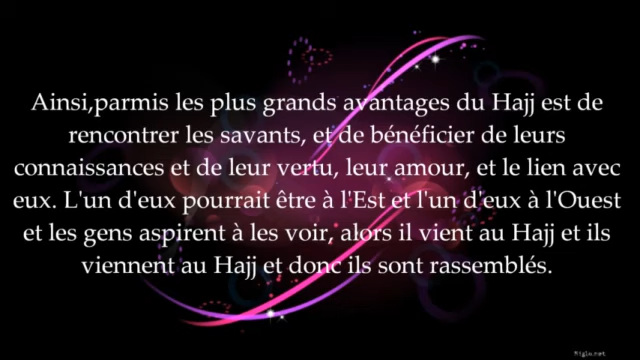 Ainsi,parmis les plus grands avantages du Hajj est de
rencontrer les savants, et de bénéficier de leurs
connaissances et de leur vertu, leur amour, et le lien avec
eux. L'un d'eux pourrait être à l'Est et l'un d'eux à l'Ouest
et les gens aspirent à les voir, alors il vient au Hajj et ils
viennent au Hajj et donc ils sont rassemblés.